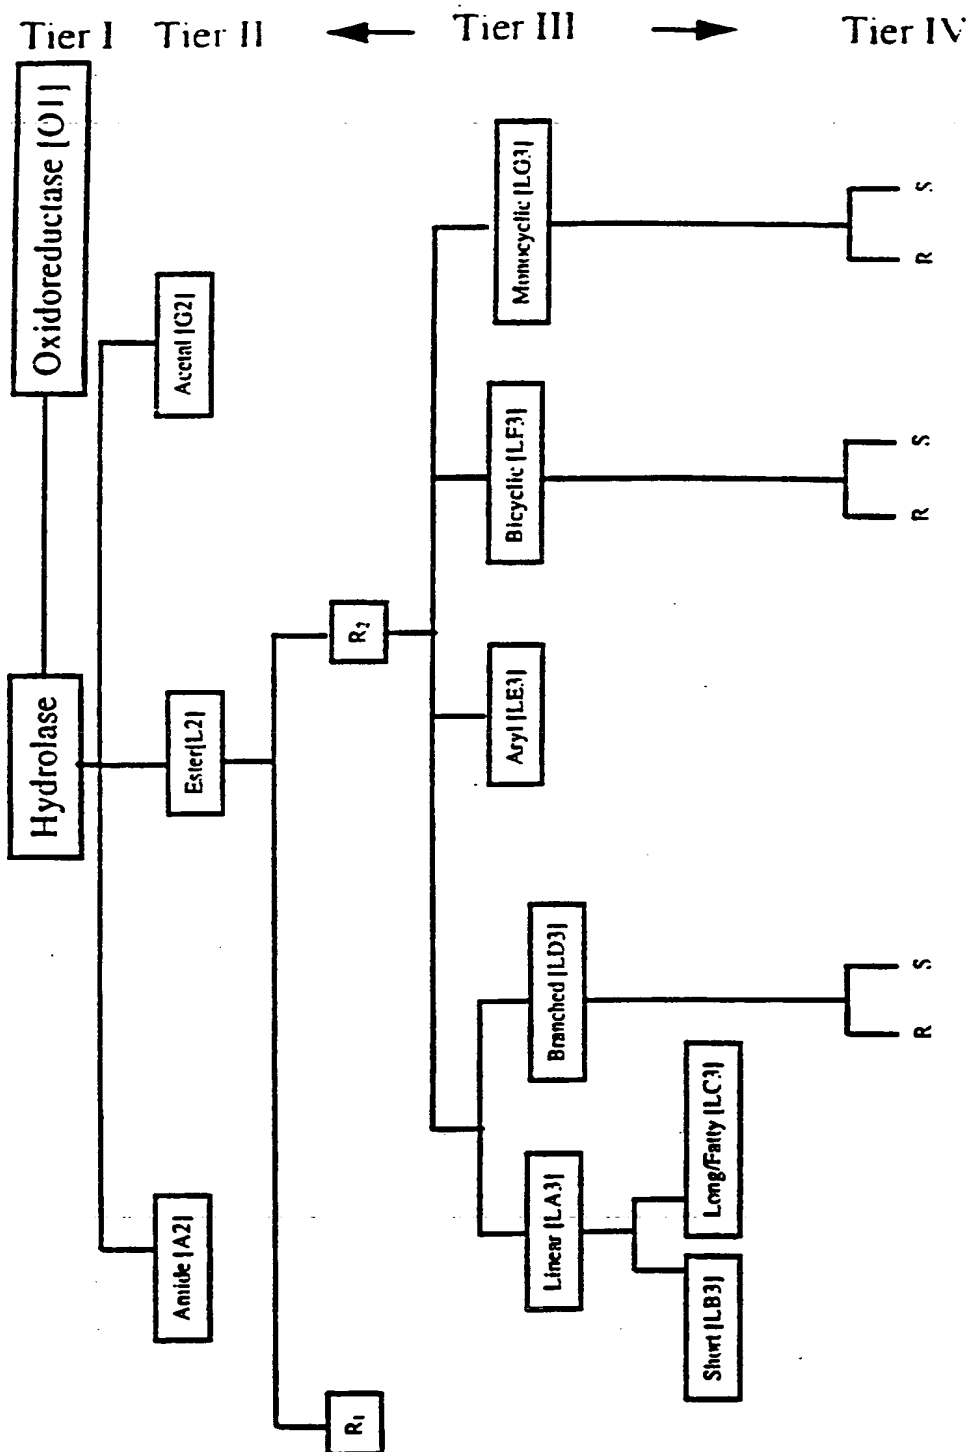 Tier I
Tier II
Tier III
Tier IV
Hydrolase
Oxidoreductase [O1]
Amide [A2]
Ester[L2]
Acetal [G2]
R1
R2
Linear [LA3]
Branched [LD3]
Aryl [LE3]
Bicyclic [LF3]
Monocyclic [LG3]
Short [LB3]
Long/Fatty [LC3]
R
S
R
S
R
S